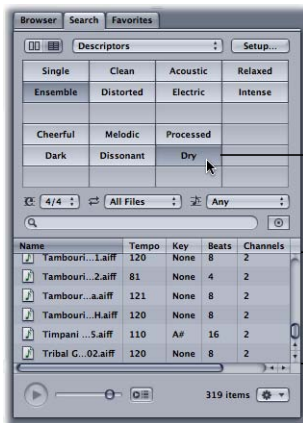 Browser Search Favorites
Descriptors Setup...
Single Clean Acoustic Relaxed
Ensemble Distorted Electric Intense
Cheerful Melodic Processed
Dark Dissonant Dry
4/4 All Files Any
Name Tempo Key Beats Channels
Tambouri...1.aiff 120 None 8 2
Tambouri...2.aiff 81 None 4 2
Tambour...a.aiff 121 None 8 2
Tambouri...H.aiff 120 None 8 2
Timpani ...5.aiff 110 A# 16 2
Tribal G...02.aiff 120 None 8 2
319 items